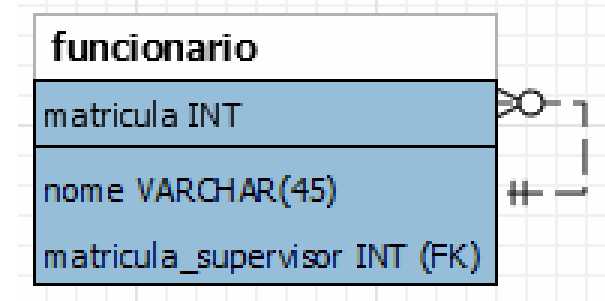 funcionario
matricula INT
nome VARCHAR(45)
matricula_supervisor INT (FK)